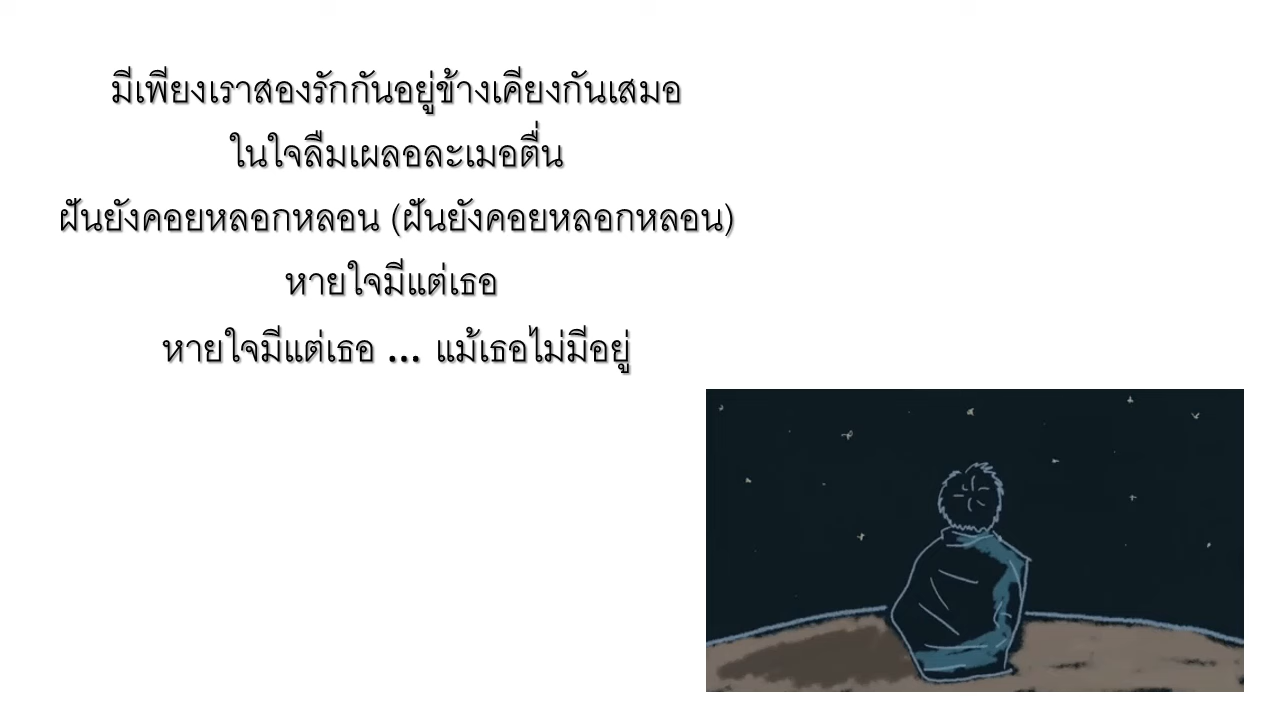 มีเพียงเราสองรักกันอยู่ข้างเคียงกันเสมอ
ในใจลืมเผลอละเมอตื่น
ฝันยังคอยหลอกหลอน (ฝันยังคอยหลอกหลอน)
หายใจมีแต่เธอ
หายใจมีแต่เธอ ... แม้เธอไม่มีอยู่